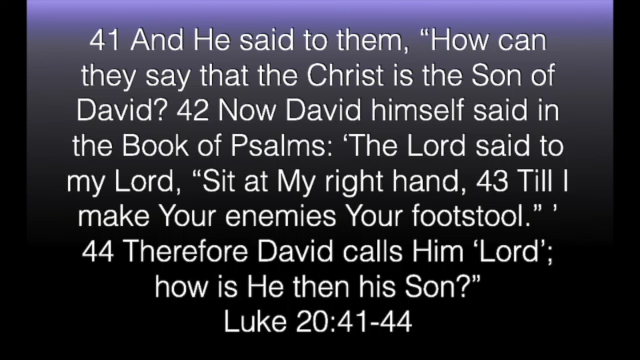 41 And He said to them, “How can
they say that the Christ is the Son of
David? 42 Now David himself said in
the Book of Psalms: ‘The Lord said to
my Lord, “Sit at My right hand, 43 Till I
make Your enemies Your footstool.” ’
44 Therefore David calls Him ‘Lord’;
how is He then his Son?”
Luke 20:41-44